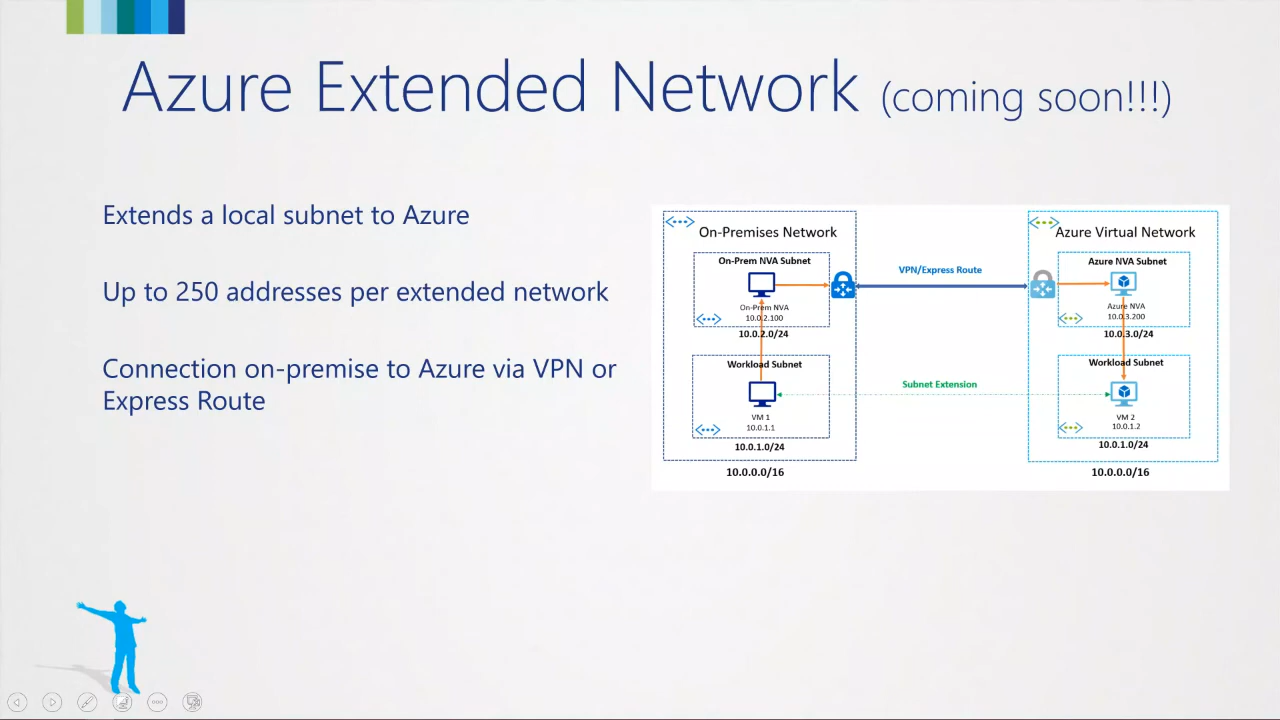 Azure Extended Network (coming soon!!!)
Extends a local subnet to Azure
Up to 250 addresses per extended network
Connection on-premise to Azure via VPN or
Express Route
On-Premises Network
On-Prem NVA Subnet
On-Prem NVA
10.0.2.100
10.0.2.0/24
Workload Subnet
VM 1
10.0.1.1
10.0.1.0/24
10.0.0.0/16
VPN/Express Route
Subnet Extension
Azure Virtual Network
Azure NVA Subnet
Azure NVA
10.0.3.200
10.0.3.0/24
Workload Subnet
VM 2
10.0.1.2
10.0.1.0/24
10.0.0.0/16